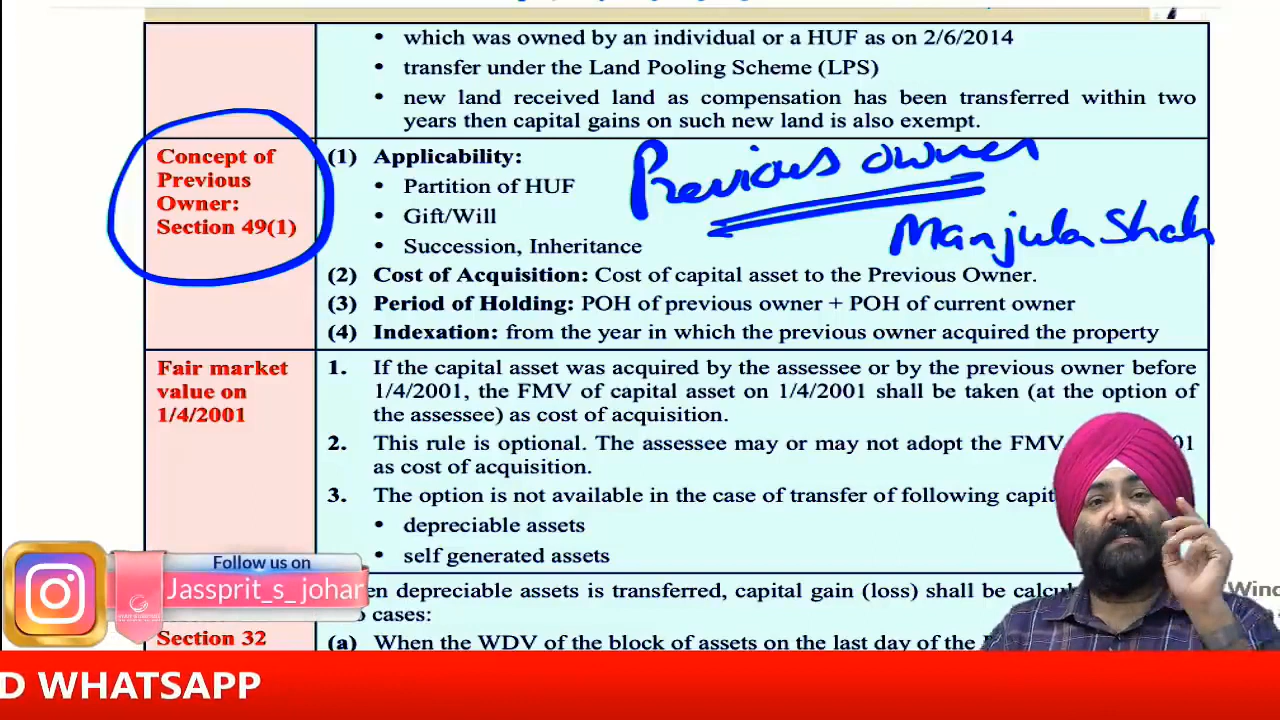 which was owned by an individual or a HUF as on 2/6/2014
• transfer under the Land Pooling Scheme (LPS)
• new land received land as compensation has been transferred within two
years then capital gains on such new land is also exempt.
Concept of
Previous
Owner:
Section 49(1)
(1) Applicability:
• Partition of HUF
• Gift/Will
• Succession, Inheritance
Previous owner
Manjula Shah
(2) Cost of Acquisition: Cost of capital asset to the Previous Owner.
(3) Period of Holding: POH of previous owner + POH of current owner
(4) Indexation: from the year in which the previous owner acquired the property
Fair market
value on
1/4/2001
1. If the capital asset was acquired by the assessee or by the previous owner before
1/4/2001, the FMV of capital asset on 1/4/2001 shall be taken (at the option of
the assessee) as cost of acquisition.
2. This rule is optional. The assessee may or may not adopt the FMV
as cost of acquisition.
3. The option is not available in the case of transfer of following
• depreciable assets
• self generated assets
depreciable assets is transferred, capital gain (loss) shall be
cases:
Section 32
(a) When the WDV of the block of assets on the last day of the
Follow us on
Jassprit_s_johar
D WHATSAPP